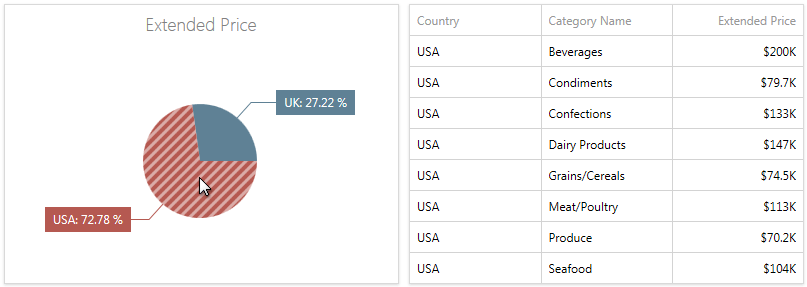 Extended Price
UK: 27.22 %
USA: 72.78 %
Country Category Name Extended Price
USA Beverages $200K
USA Condiments $79.7K
USA Confections $133K
USA Dairy Products $147K
USA Grains/Cereals $74.5K
USA Meat/Poultry $113K
USA Produce $70.2K
USA Seafood $104K